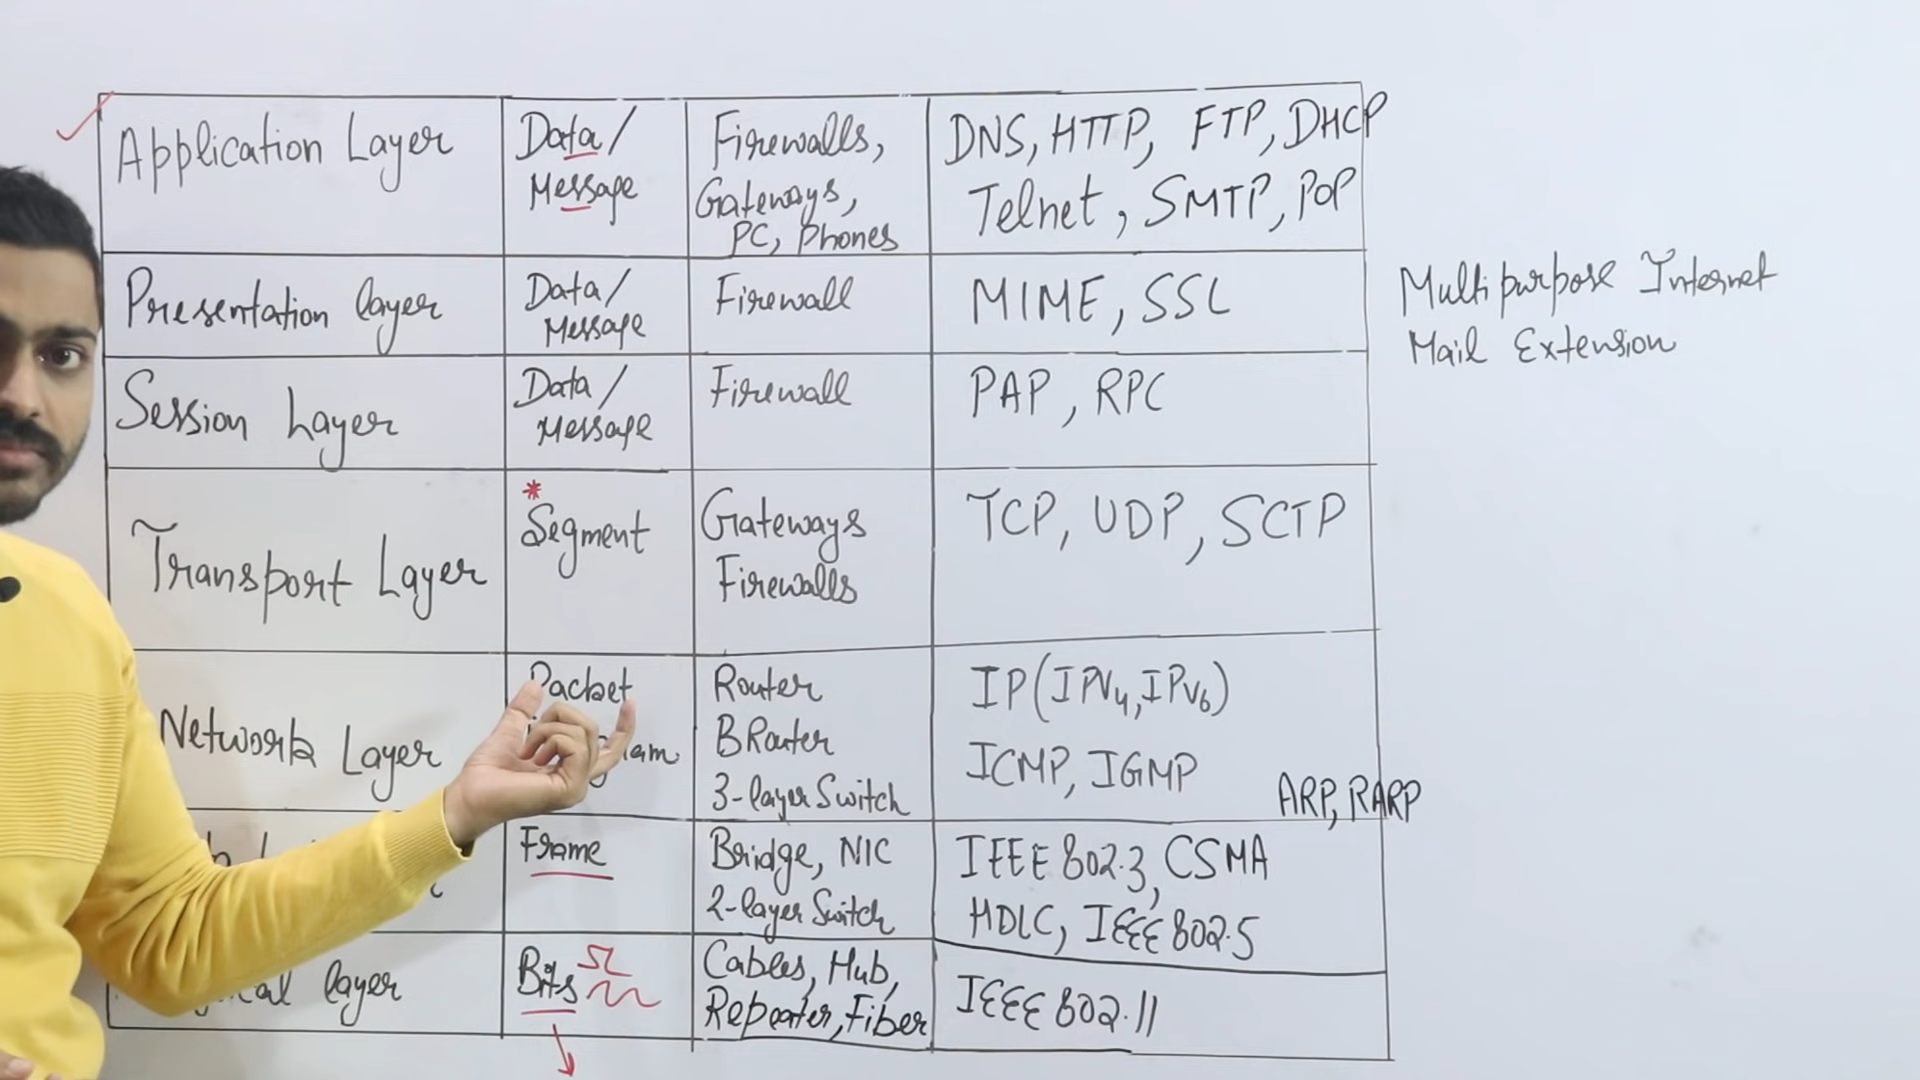 Application Layer
Data/
Message
Firewalls,
Gateways,
PC, Phones
DNS, HTTP, FTP, DHCP
Telnet, SMTP, POP
Presentation layer
Data/
Message
Firewall
MIME, SSL
Multipurpose Internet
Mail Extension
Session Layer
Data/
Message
Firewall
PAP, RPC
Transport Layer
*
Segment
Gateways
Firewalls
TCP, UDP, SCTP
Network Layer
Packet
Router
BRouter
3-layer Switch
IP(IPV4,IPV6)
ICMP, IGMP
ARP, RARP
Frame
Bridge, NIC
2-layer Switch
IEEE 802.3, CSMA
HDLC, IEEE 802.5
layer
Bits
Cables, Hub,
Repeater, Fiber
IEEE 802.11